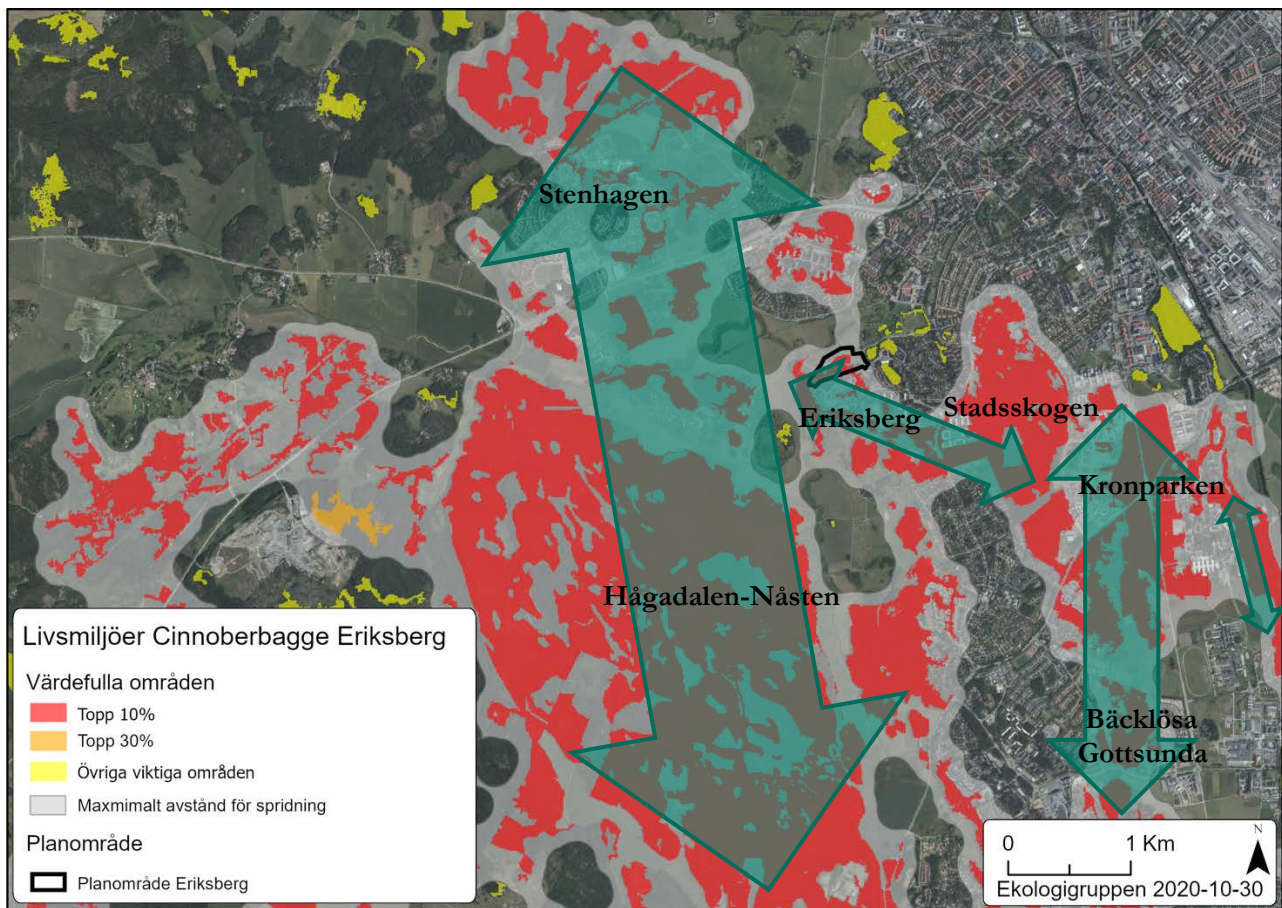 Stenhagen
Eriksberg
Stadsskogen
Kronparken
Hågadalen-Nåsten
Bäcklösa
Gottsunda
Livsmiljöer Cinnoberbagge Eriksberg
Värdefulla områden
Topp 10%
Topp 30%
Övriga viktiga områden
Maxmimalt avstånd för spridning
Planområde
Planområde Eriksberg
0 1 Km
N
Ekologigruppen 2020-10-30